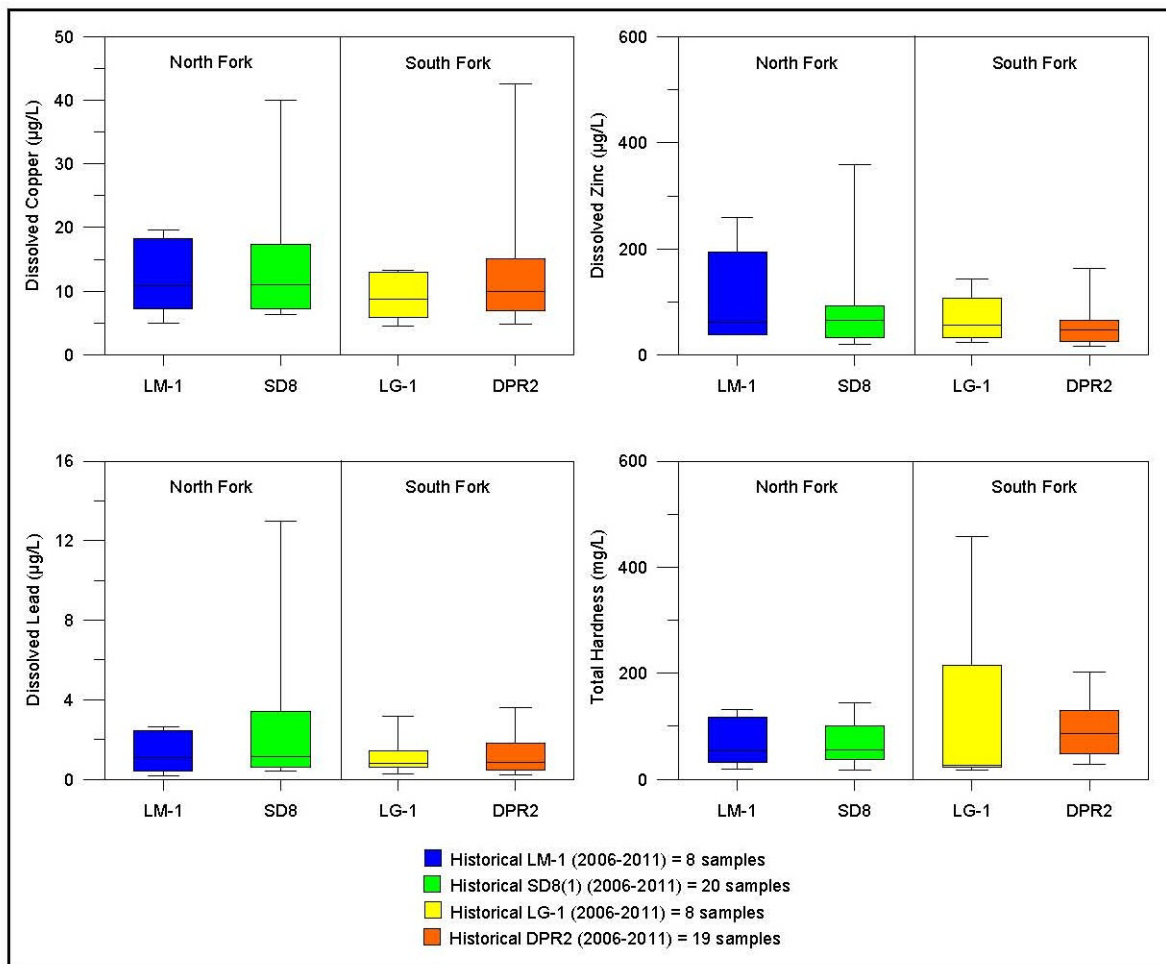 50
40
30
20
10
0
Dissolved Copper (µg/L)
North Fork
South Fork
LM-1
SD8
LG-1
DPR2
600
400
200
0
Dissolved Zinc (µg/L)
North Fork
South Fork
LM-1
SD8
LG-1
DPR2
16
12
8
4
0
Dissolved Lead (µg/L)
North Fork
South Fork
LM-1
SD8
LG-1
DPR2
600
400
200
0
Total Hardness (mg/L)
North Fork
South Fork
LM-1
SD8
LG-1
DPR2
Historical LM-1 (2006-2011) = 8 samples
Historical SD8(1) (2006-2011) = 20 samples
Historical LG-1 (2006-2011) = 8 samples
Historical DPR2 (2006-2011) = 19 samples